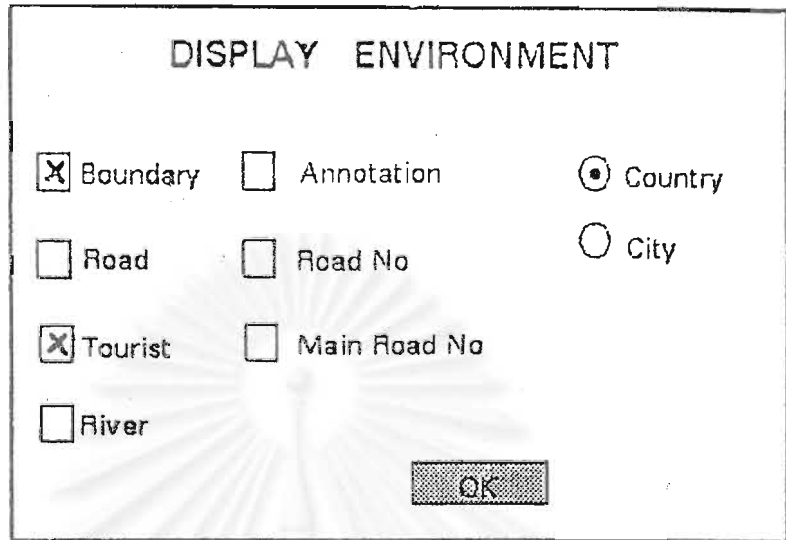 DISPLAY ENVIRONMENT
Boundary Annotation Country
Road Road No City
Tourist Main Road No
River
OK